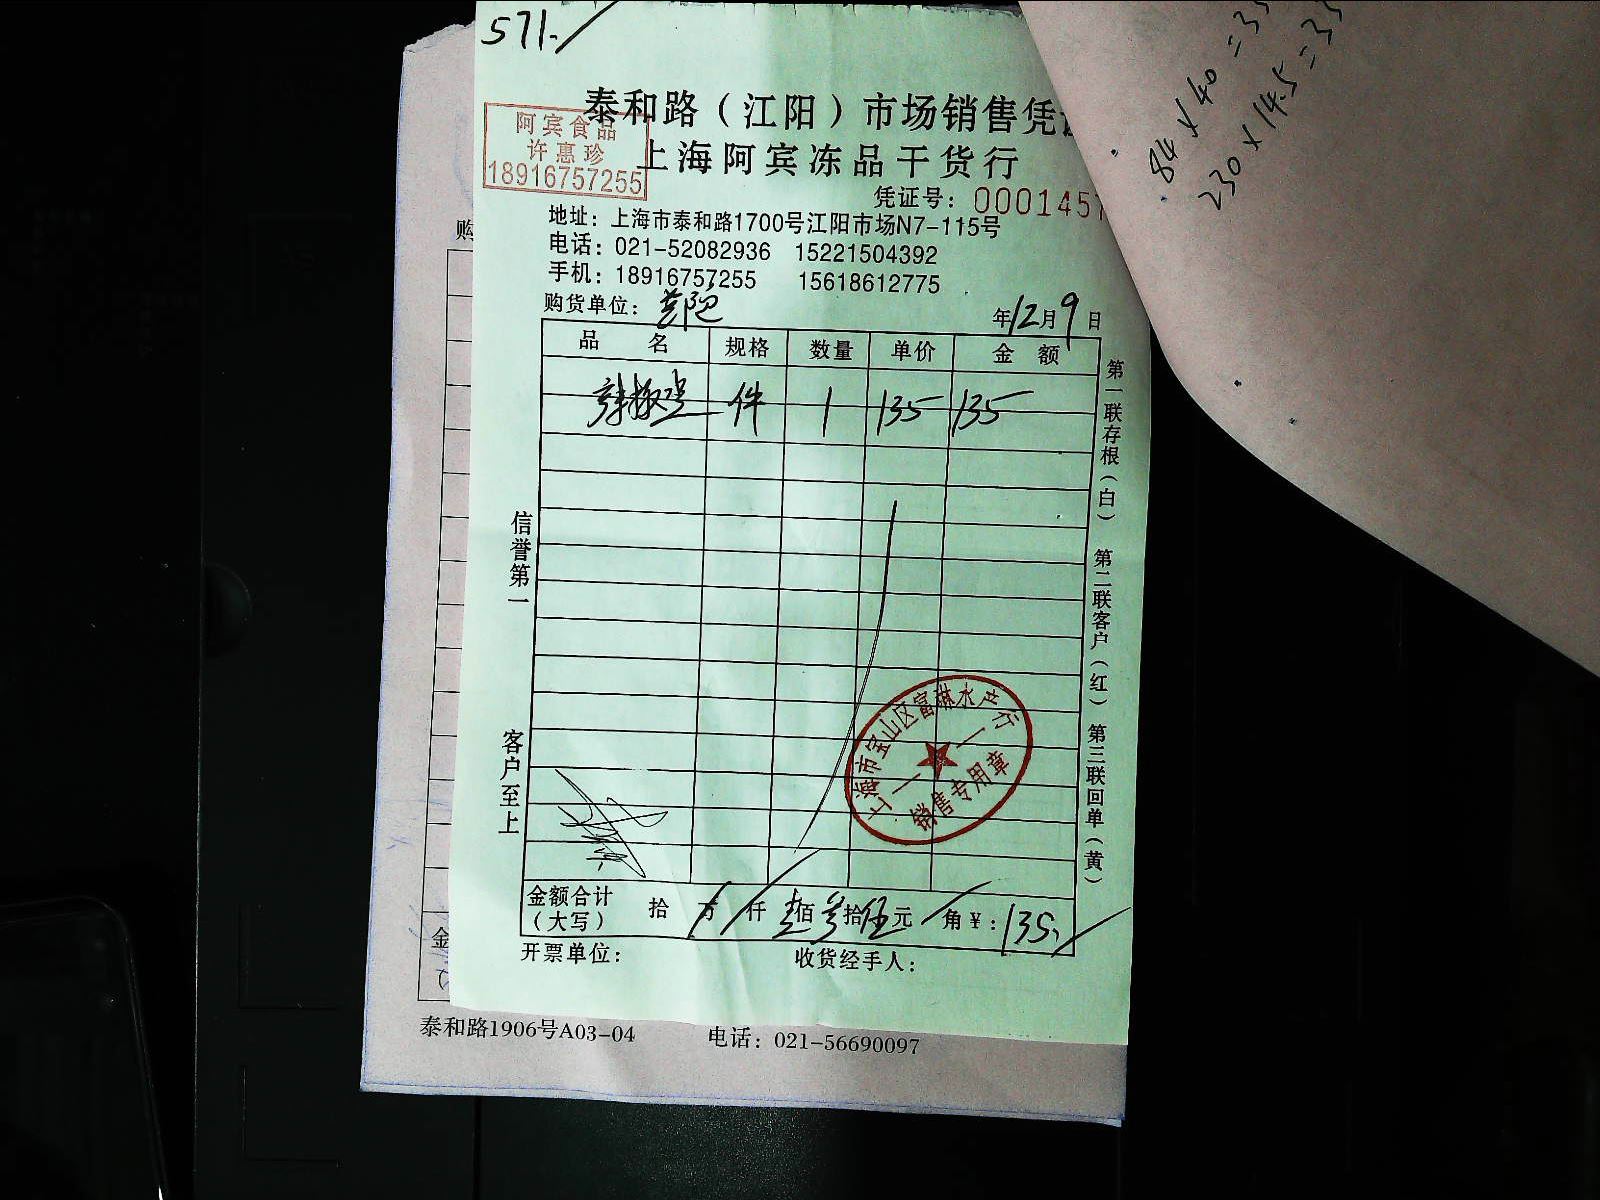 571.
泰和路（江阳）市场销售凭
上海阿宾冻品干货行
阿宾食品
许惠珍
18916757255
凭证号：0001457
地址：上海市泰和路1700号江阳市场N7-115号
电话：021-52082936 15221504392
手机：18916757255 15618612775
购货单位：
年12月9日
品 名 规格 数量 单价 金 额
件 1 135 135
信誉第一
客户至上
第一联存根（白） 第二联客户（红） 第三联回单（黄）
上海市宝山区富琳水产行
销售专用章
金额合计（大写） 拾 万 仟 壹佰叁拾伍元 角 ¥：135.
开票单位： 收货经手人：
购
金
泰和路1906号A03-04 电话：021-56690097
84×40=3
230×14.5=3